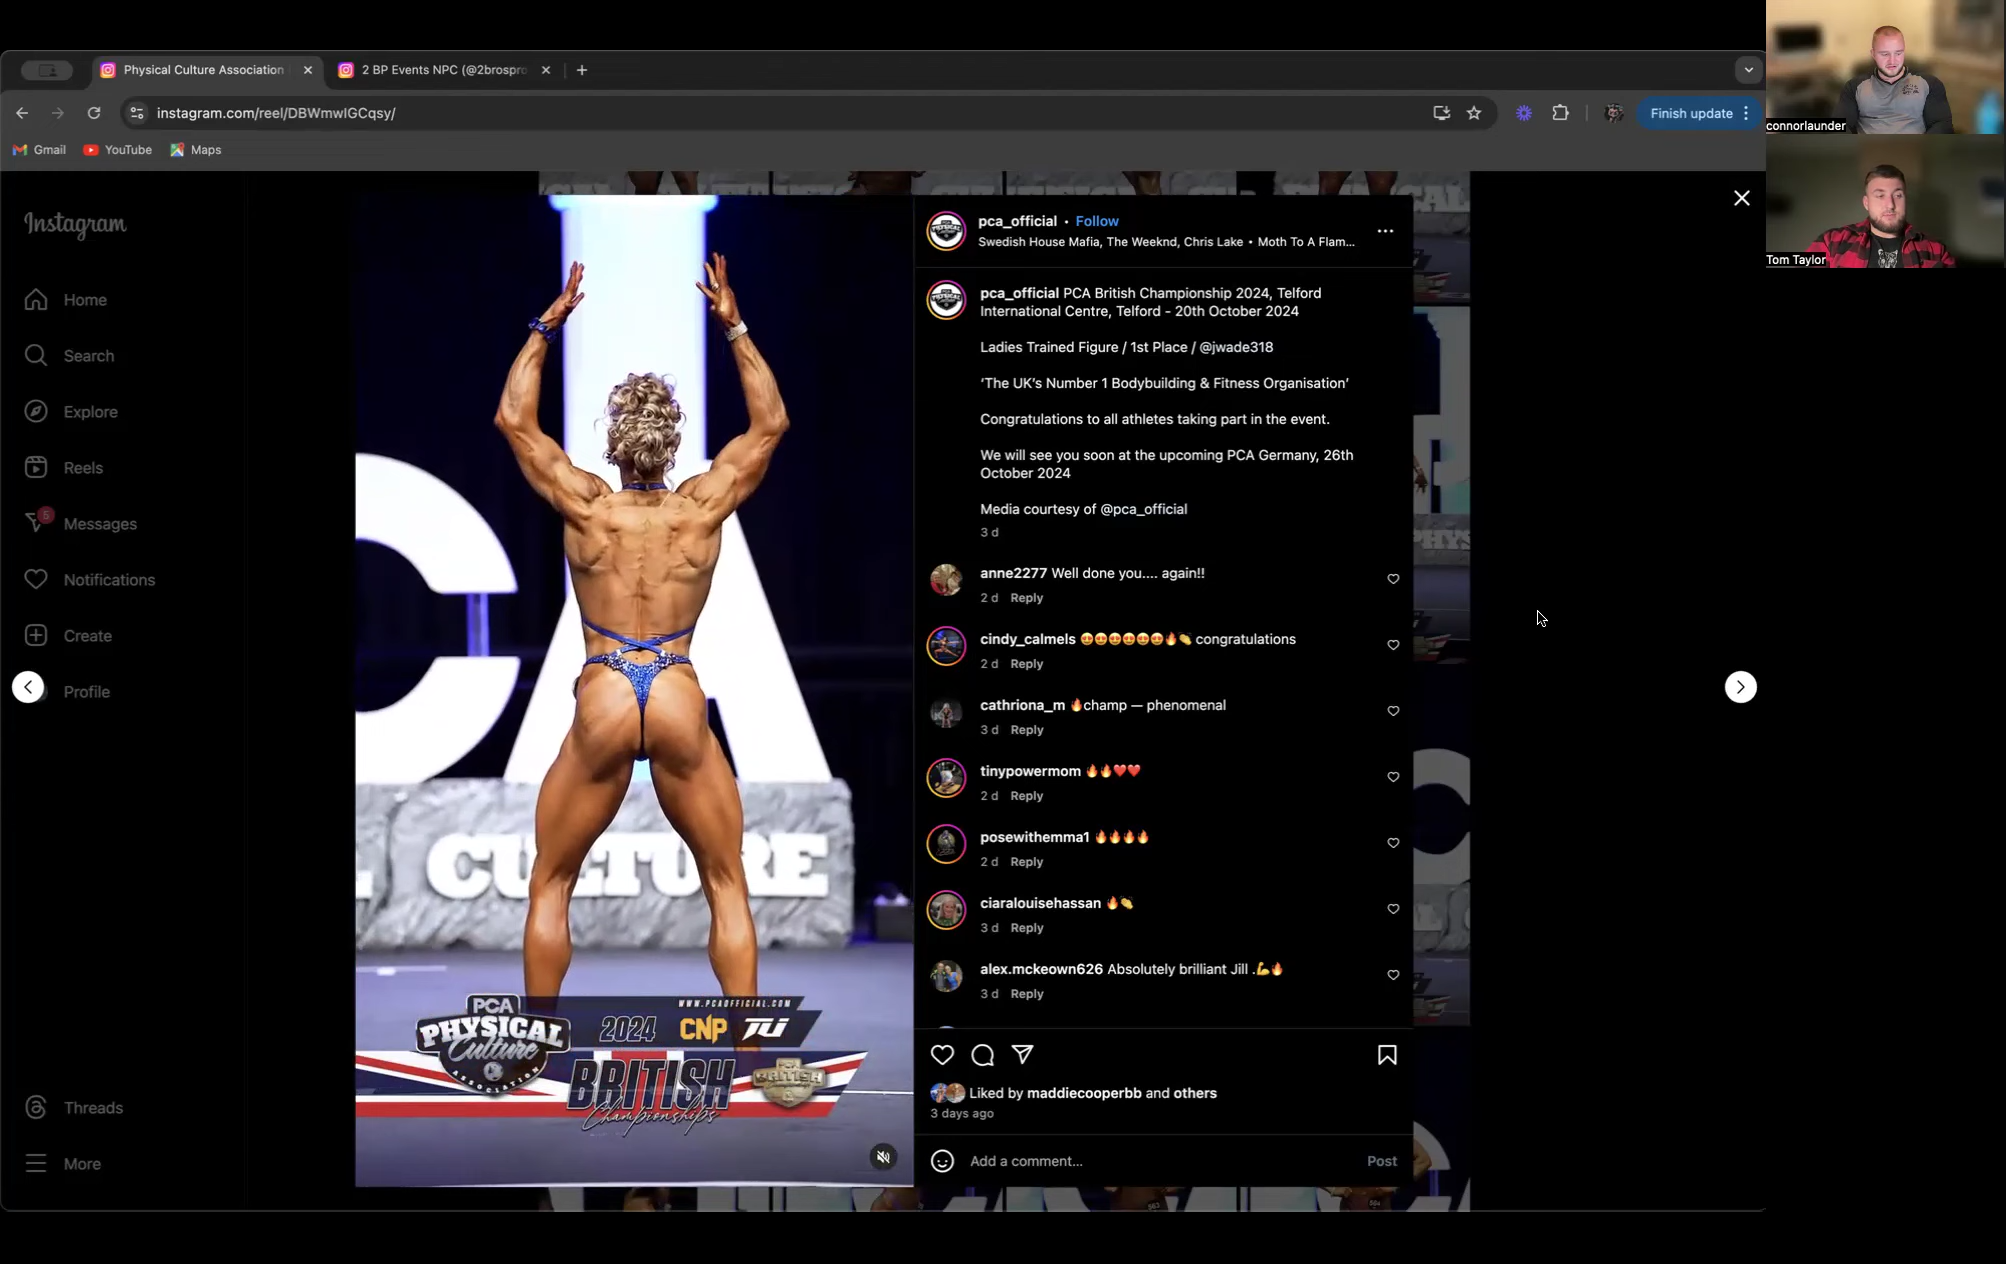 Physical Culture Association
2 BP Events NPC (@2brospro
instagram.com/reel/DBWmwIGCqsy/
Finish update
Gmail
YouTube
Maps
connorlaunder
Tom Taylor
Instagram
Home
Search
Explore
Reels
5
Messages
Notifications
Create
Profile
Threads
More
CA
CULTURE
WWW.PCAOFFICIAL.COM
PCA
PHYSICAL
Culture
ASSOCIATION
2024 CNP TU
BRITISH
Championships
BRITISH
pca_official • Follow
Swedish House Mafia, The Weeknd, Chris Lake • Moth To A Flam...
pca_official PCA British Championship 2024, Telford
International Centre, Telford - 20th October 2024
Ladies Trained Figure / 1st Place / @jwade318
‘The UK’s Number 1 Bodybuilding & Fitness Organisation’
Congratulations to all athletes taking part in the event.
We will see you soon at the upcoming PCA Germany, 26th
October 2024
Media courtesy of @pca_official
3 d
anne2277 Well done you.... again!!
2 d Reply
cindy_calmels 😍😍😍😍😍😍🔥👏 congratulations
2 d Reply
cathriona_m 🔥champ — phenomenal
3 d Reply
tinypowermom 🔥🔥❤️❤️
2 d Reply
posewithemma1 🔥🔥🔥🔥
2 d Reply
ciaralouisehassan 🔥👏
3 d Reply
alex.mckeown626 Absolutely brilliant Jill .💪🔥
3 d Reply
Liked by maddiecooperbb and others
3 days ago
Add a comment...
Post